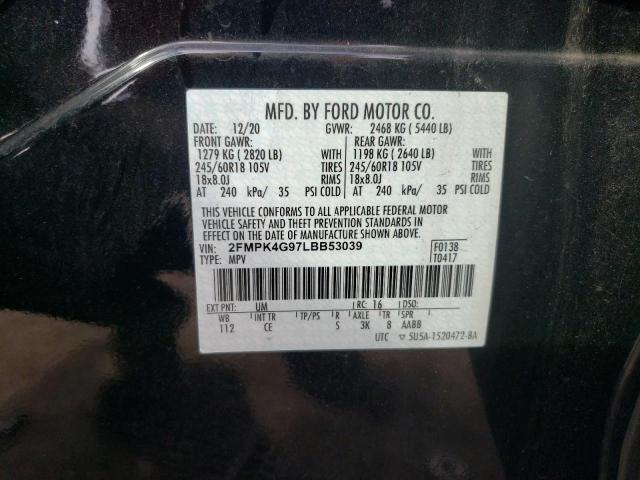 MFD. BY FORD MOTOR CO.
DATE: 12/20 GVWR: 2468 KG ( 5440 LB)
FRONT GAWR: REAR GAWR:
1279 KG ( 2820 LB) WITH 1198 KG ( 2640 LB) WITH
245/60R18 105V TIRES 245/60R18 105V TIRES
18x8.0J RIMS 18x8.0J RIMS
AT 240 kPa/ 35 PSI COLD AT 240 kPa/ 35 PSI COLD
THIS VEHICLE CONFORMS TO ALL APPLICABLE FEDERAL MOTOR
VEHICLE SAFETY AND THEFT PREVENTION STANDARDS IN
EFFECT ON THE DATE OF MANUFACTURE SHOWN ABOVE.
VIN: 2FMPK4G97LBB53039 F0138
TYPE: MPV T0417
EXT PNT: UM RC: 16 DSO:
WB INT TR TP/PS R AXLE TR SPR
112 CE S 3K 8 AABB
UTC ▽ 5U5A-1520472-BA